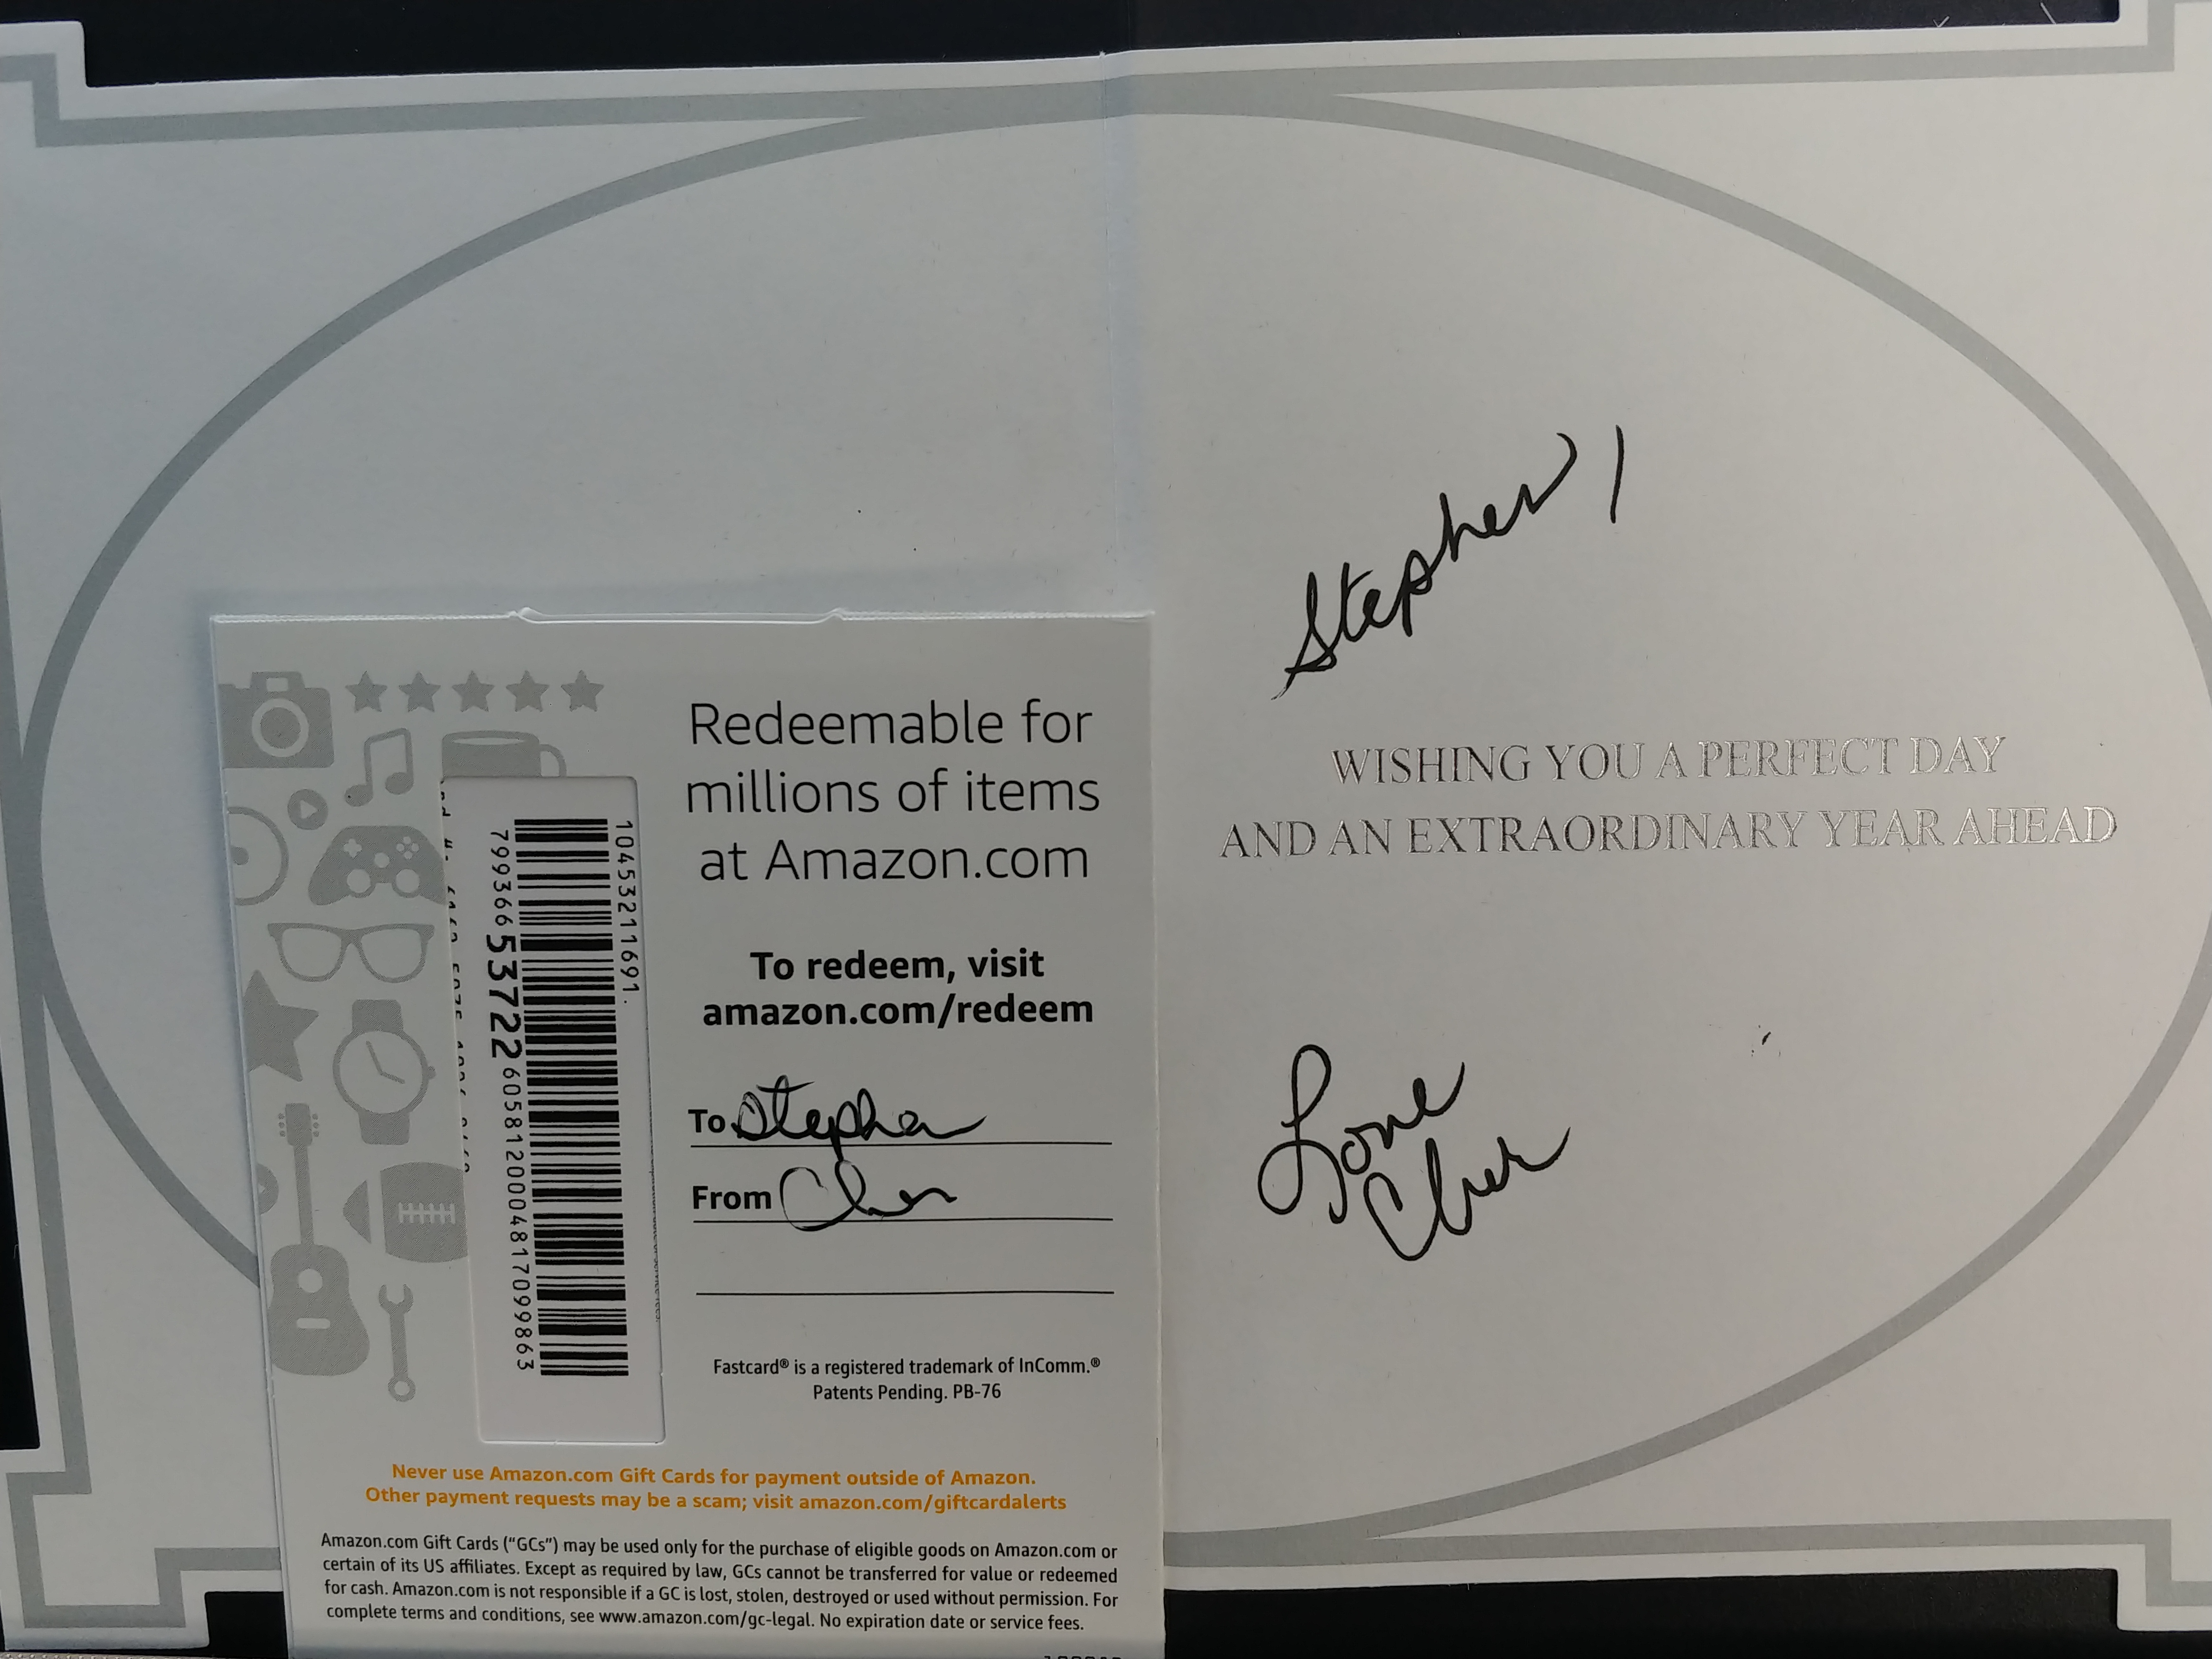 Redeemable for
millions of items
at Amazon.com
To redeem, visit
amazon.com/redeem
To Stephen
From Cher
Fastcard® is a registered trademark of InComm.®
Patents Pending. PB-76
104532211691.
799366 53722 605812000481709 9863
Never use Amazon.com Gift Cards for payment outside of Amazon.
Other payment requests may be a scam; visit amazon.com/giftcardalerts
Amazon.com Gift Cards (“GCs”) may be used only for the purchase of eligible goods on Amazon.com or
certain of its US affiliates. Except as required by law, GCs cannot be transferred for value or redeemed
for cash. Amazon.com is not responsible if a GC is lost, stolen, destroyed or used without permission. For
complete terms and conditions, see www.amazon.com/gc-legal. No expiration date or service fees.
Stephen,
WISHING YOU A PERFECT DAY
AND AN EXTRAORDINARY YEAR AHEAD
Love
Cher